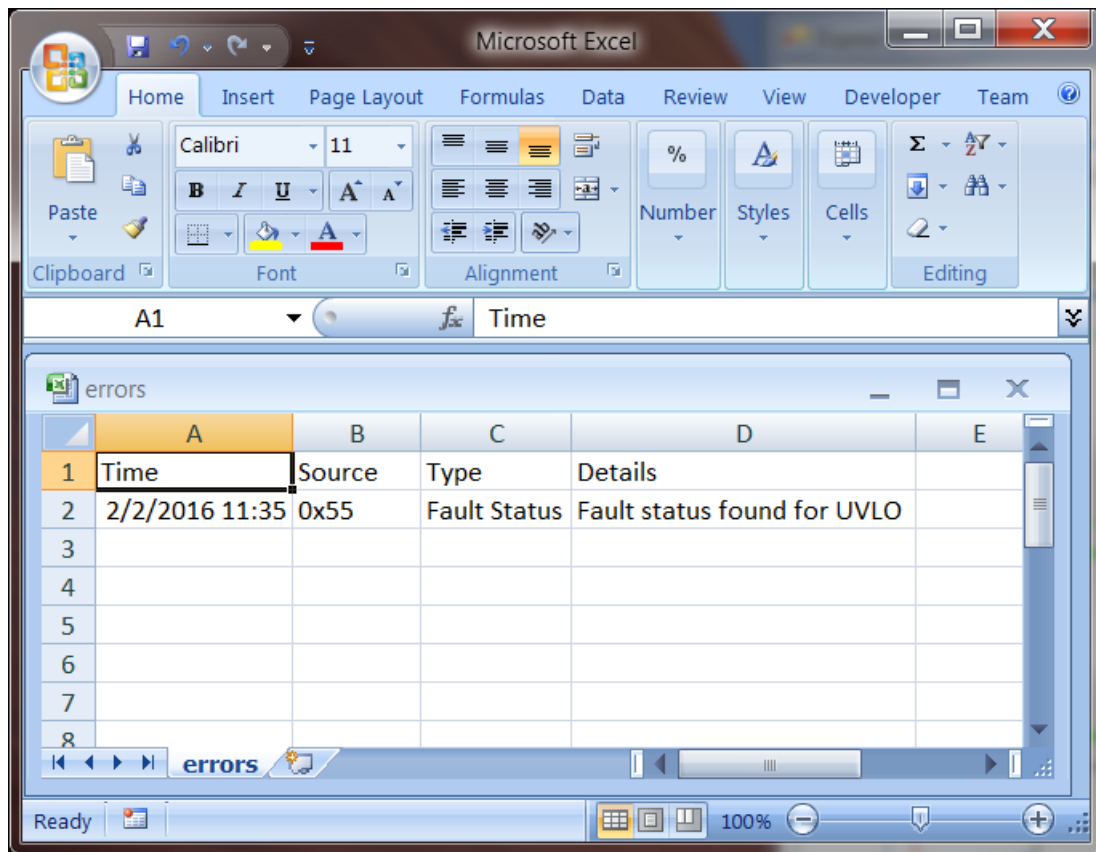 Microsoft Excel
Home Insert Page Layout Formulas Data Review View Developer Team
Calibri 11
B I U A A
Paste % Number Styles Cells Σ
Clipboard Font Alignment Editing
A1 fx Time
errors
A B C D E
1 Time Source Type Details
2 2/2/2016 11:35 0x55 Fault Status Fault status found for UVLO
3
4
5
6
7
8
errors
Ready 100%